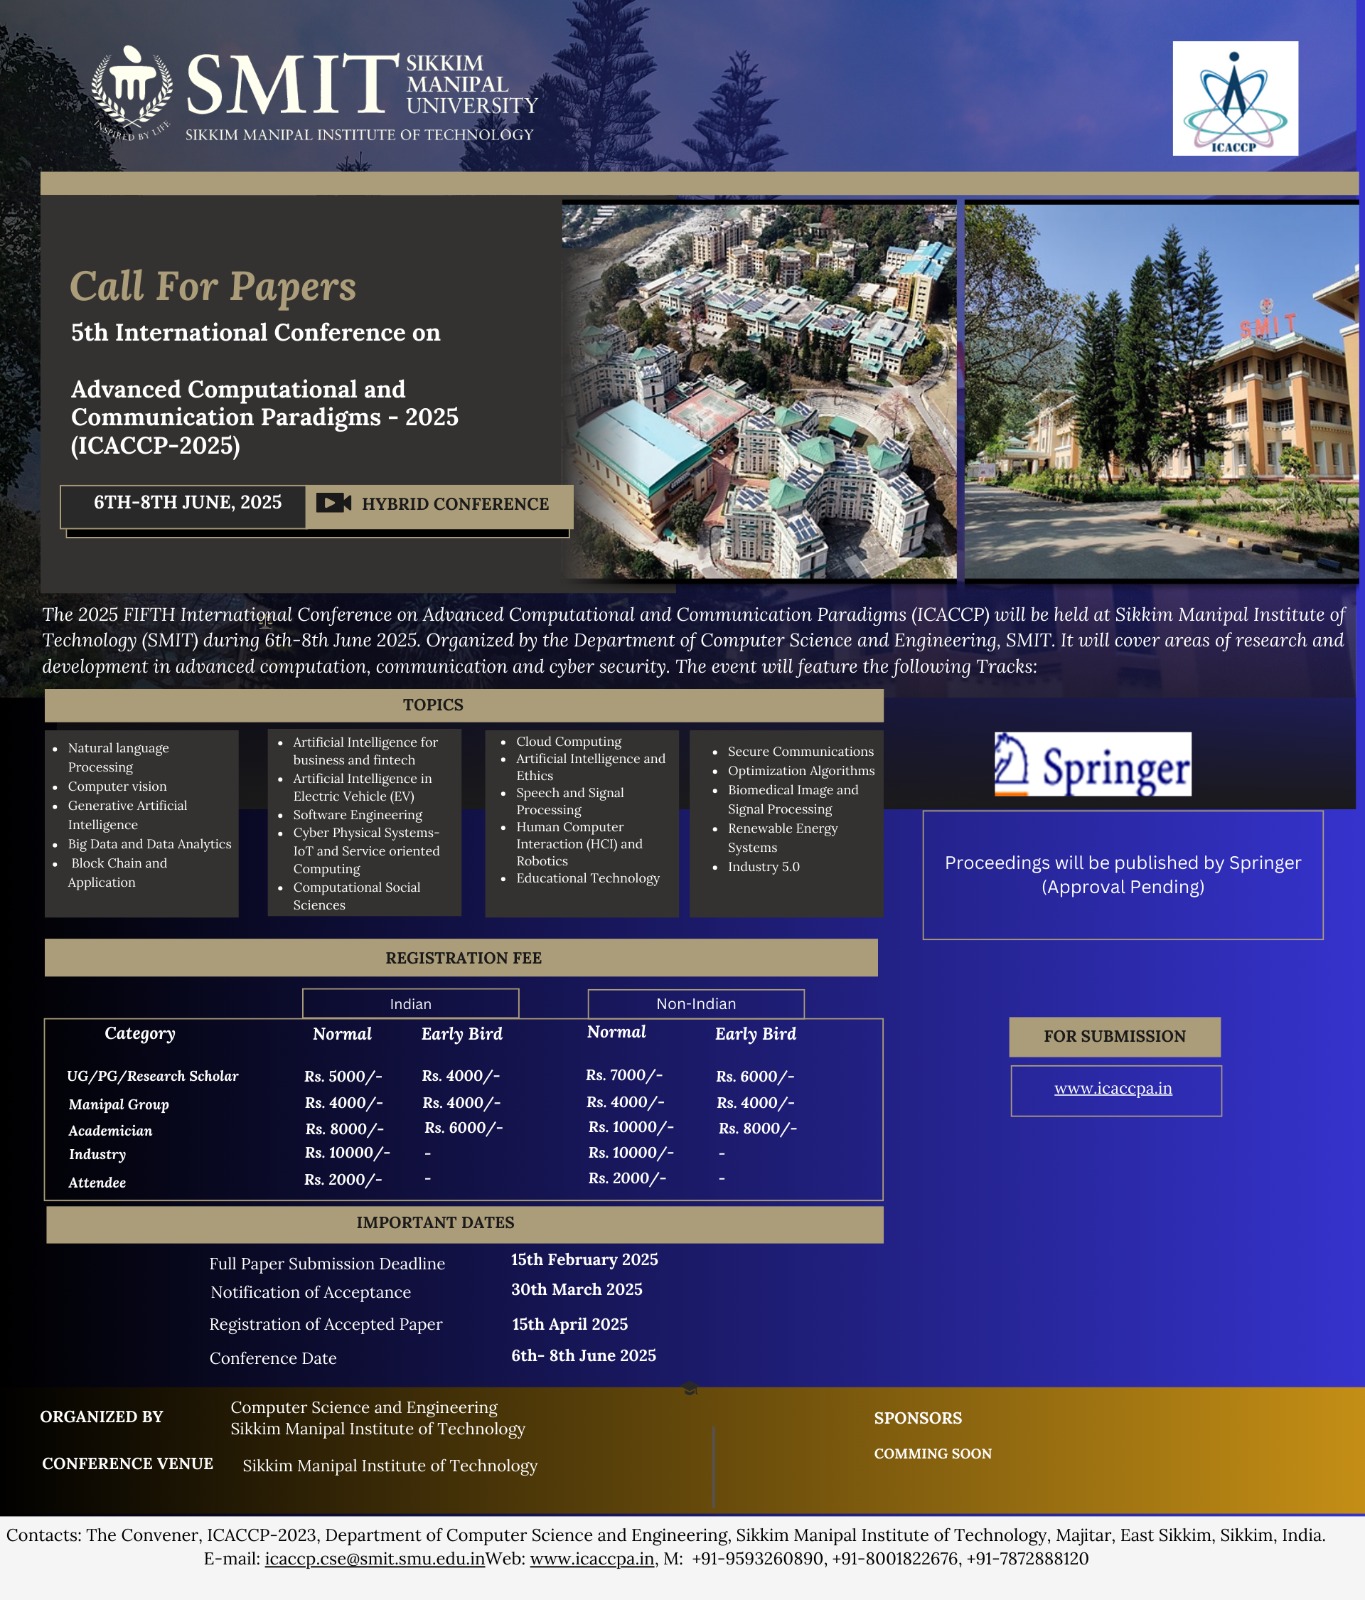 SMIT
SIKKIM
MANIPAL
UNIVERSITY
INSPIRED BY LIFE
SIKKIM MANIPAL INSTITUTE OF TECHNOLOGY
ICACCP
Call For Papers
5th International Conference on
Advanced Computational and
Communication Paradigms - 2025
(ICACCP-2025)
6TH-8TH JUNE, 2025
HYBRID CONFERENCE
SMIT
The 2025 FIFTH International Conference on Advanced Computational and Communication Paradigms (ICACCP) will be held at Sikkim Manipal Institute of
Technology (SMIT) during 6th-8th June 2025. Organized by the Department of Computer Science and Engineering, SMIT. It will cover areas of research and
development in advanced computation, communication and cyber security. The event will feature the following Tracks:
TOPICS
• Natural language
Processing
• Computer vision
• Generative Artificial
Intelligence
• Big Data and Data Analytics
• Block Chain and
Application
• Artificial Intelligence for
business and fintech
• Artificial Intelligence in
Electric Vehicle (EV)
• Software Engineering
• Cyber Physical Systems-
IoT and Service oriented
Computing
• Computational Social
Sciences
• Cloud Computing
• Artificial Intelligence and
Ethics
• Speech and Signal
Processing
• Human Computer
Interaction (HCI) and
Robotics
• Educational Technology
• Secure Communications
• Optimization Algorithms
• Biomedical Image and
Signal Processing
• Renewable Energy
Systems
• Industry 5.0
Springer
Proceedings will be published by Springer
(Approval Pending)
REGISTRATION FEE
Indian Non-Indian
Category Normal Early Bird Normal Early Bird
UG/PG/Research Scholar Rs. 5000/- Rs. 4000/- Rs. 7000/- Rs. 6000/-
Manipal Group Rs. 4000/- Rs. 4000/- Rs. 4000/- Rs. 4000/-
Academician Rs. 8000/- Rs. 6000/- Rs. 10000/- Rs. 8000/-
Industry Rs. 10000/- - Rs. 10000/- -
Attendee Rs. 2000/- - Rs. 2000/- -
FOR SUBMISSION
www.icaccpa.in
IMPORTANT DATES
Full Paper Submission Deadline 15th February 2025
Notification of Acceptance 30th March 2025
Registration of Accepted Paper 15th April 2025
Conference Date 6th- 8th June 2025
ORGANIZED BY
Computer Science and Engineering
Sikkim Manipal Institute of Technology
CONFERENCE VENUE Sikkim Manipal Institute of Technology
SPONSORS
COMMING SOON
Contacts: The Convener, ICACCP-2023, Department of Computer Science and Engineering, Sikkim Manipal Institute of Technology, Majitar, East Sikkim, Sikkim, India.
E-mail: icaccp.cse@smit.smu.edu.inWeb: www.icaccpa.in, M: +91-9593260890, +91-8001822676, +91-7872888120